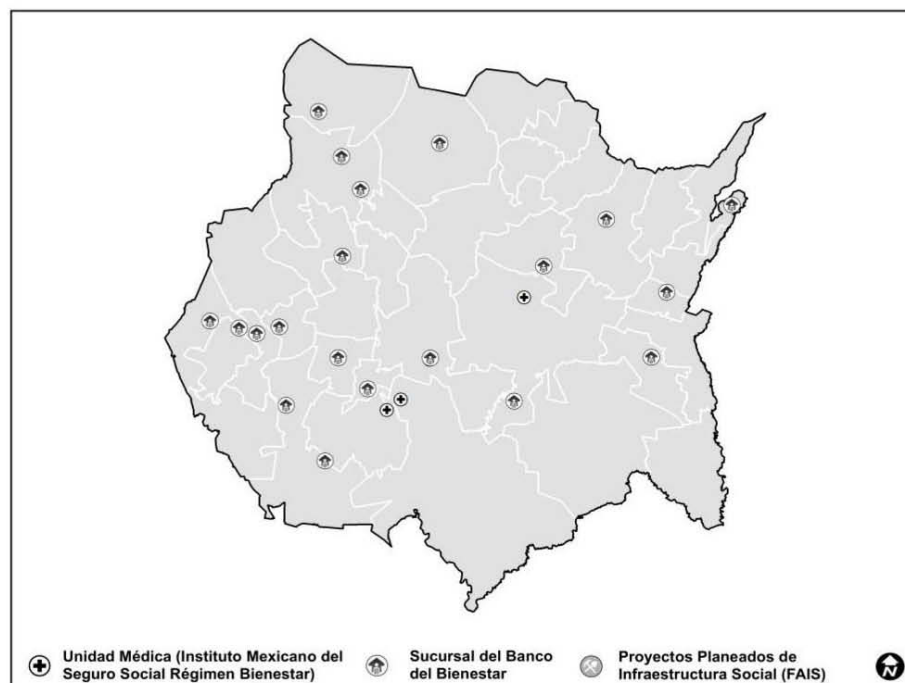 Unidad Médica (Instituto Mexicano del
Seguro Social Régimen Bienestar)
Sucursal del Banco
del Bienestar
Proyectos Planeados de
Infraestructura Social (FAIS)
N